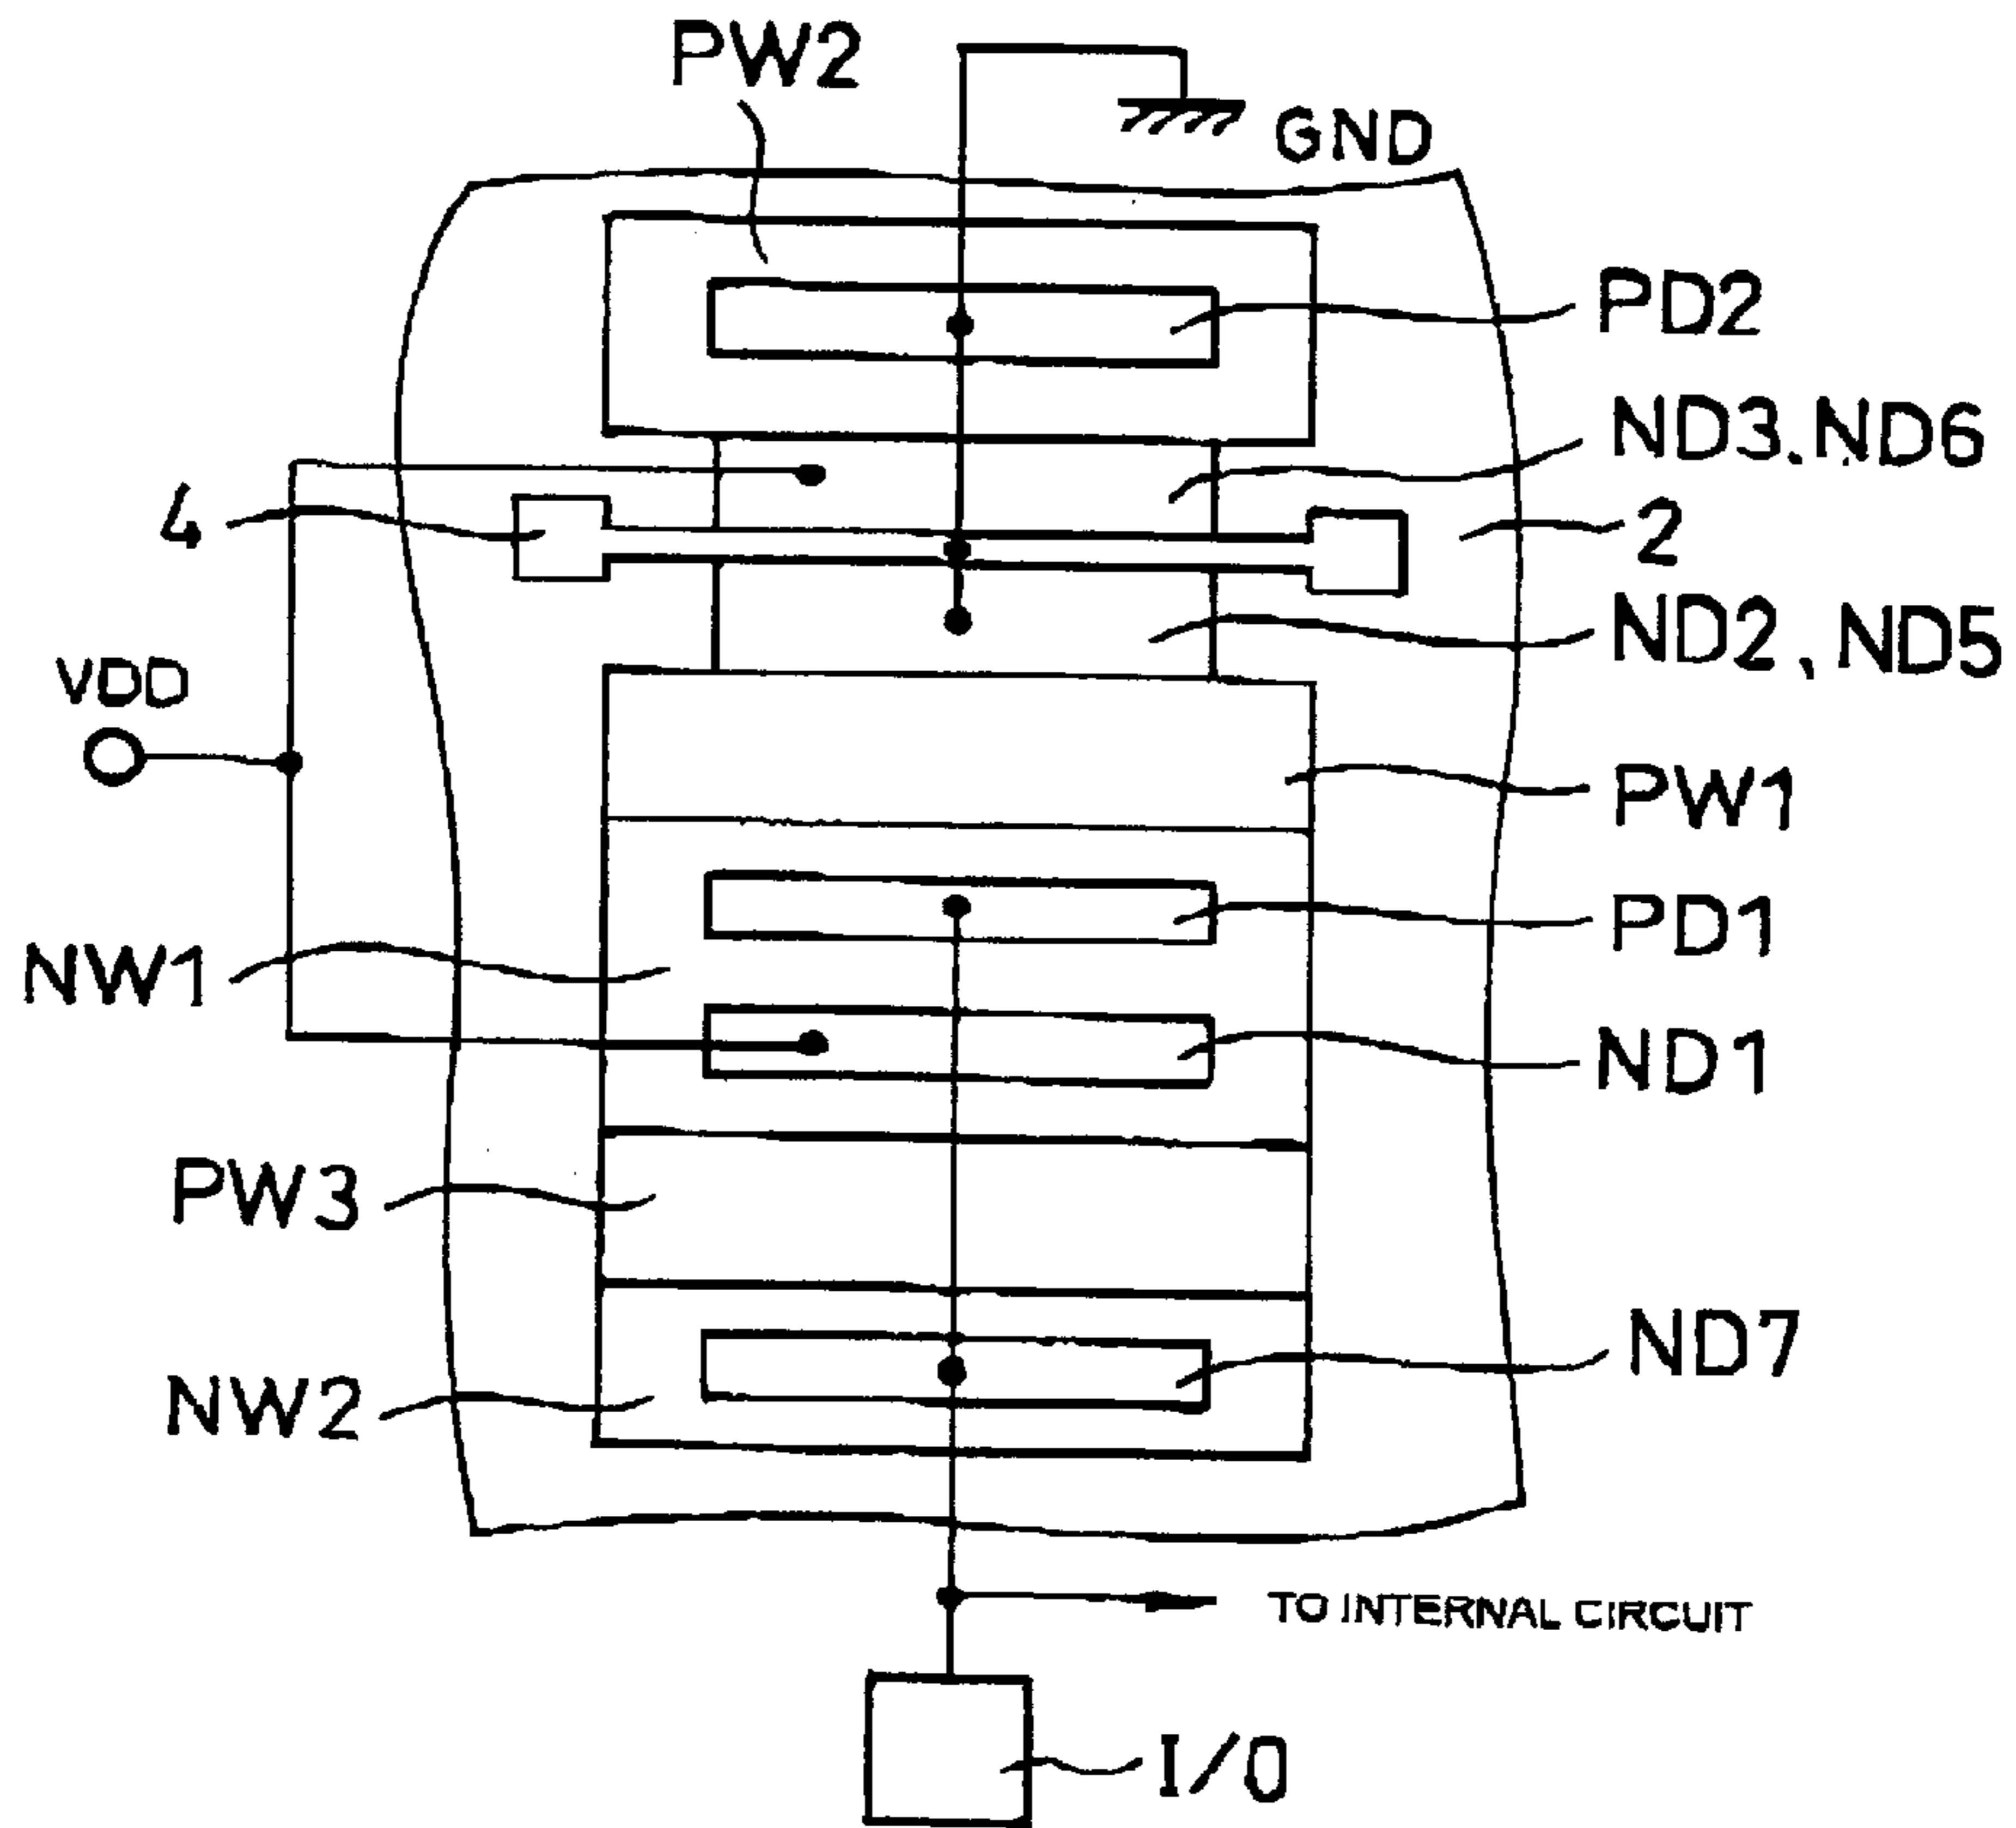 PW2
GND
PD2
ND3、ND6
4
2
ND2、ND5
VDD
PW1
PD1
NW1
ND1
PW3
ND7
NW2
TO INTERNAL CIRCUIT
I/O